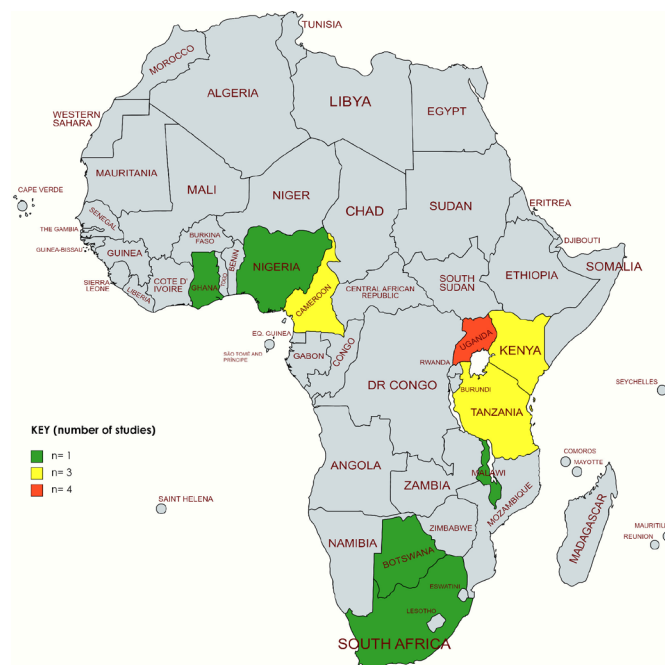 TUNISIA
MOROCCO
ALGERIA
LIBYA
EGYPT
WESTERN
SAHARA
MAURITANIA
MALI
NIGER
CHAD
SUDAN
ERITREA
CAPE VERDE
SENEGAL
THE GAMBIA
GUINEA-BISSAU
GUINEA
SIERRA
LEONE
LIBERIA
COTE D'
IVOIRE
BURKINA
FASO
GHANA
TOGO
BENIN
NIGERIA
CAMEROON
CENTRAL AFRICAN
REPUBLIC
SOUTH
SUDAN
ETHIOPIA
DJIBOUTI
SOMALIA
EQ. GUINEA
SÃO TOMÉ AND
PRÍNCIPE
GABON
CONGO
DR CONGO
UGANDA
KENYA
RWANDA
BURUNDI
TANZANIA
SEYCHELLES
KEY (number of studies)
n= 1
n= 3
n= 4
ANGOLA
ZAMBIA
MALAWI
MOZAMBIQUE
COMOROS
MAYOTTE
SAINT HELENA
NAMIBIA
BOTSWANA
ZIMBABWE
MADAGASCAR
MAURITIU
REUNION
ESWATINI
LESOTHO
SOUTH AFRICA